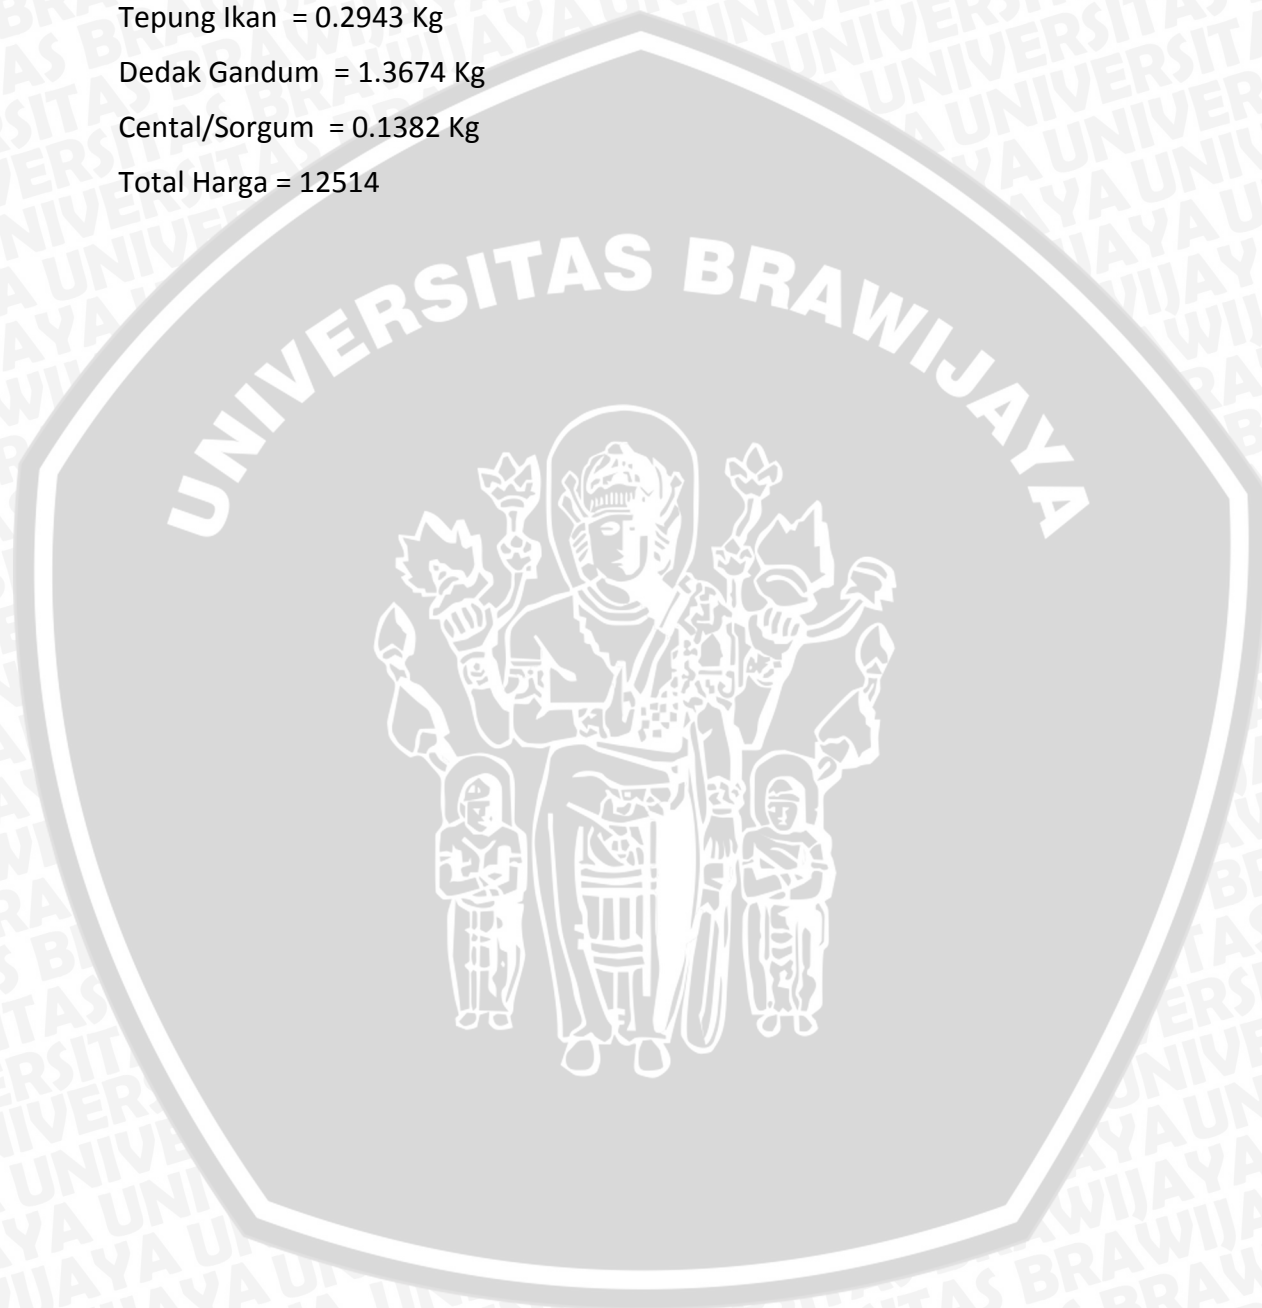 Tepung Ikan  = 0.2943 Kg
Dedak Gandum  = 1.3674 Kg
Cental/Sorgum  = 0.1382 Kg
Total Harga = 12514
UNIVERSITAS BRAWIJAYA